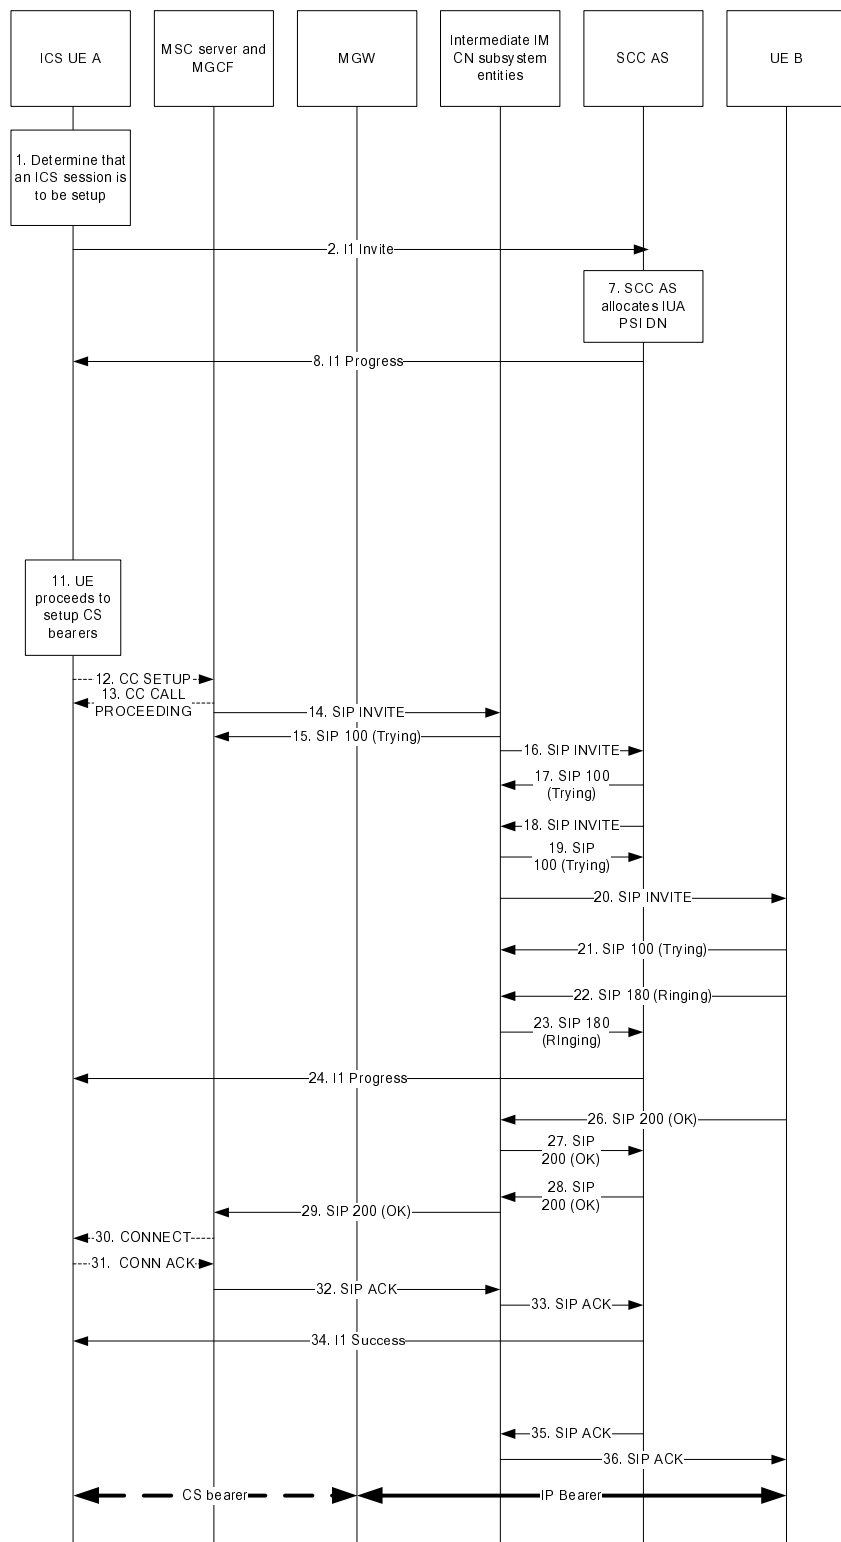 ICS UE A
MSC server and
MGCF
MGW
Intermediate IM
CN subsystem
entities
SCC AS
UE B
1. Determine that
an ICS session is
to be setup
2. I1 Invite
7. SCC AS
allocates IUA
PSI DN
8. I1 Progress
11. UE
proceeds to
setup CS
bearers
12. CC SETUP
13. CC CALL
PROCEEDING
14. SIP INVITE
15. SIP 100 (Trying)
16. SIP INVITE
17. SIP 100
(Trying)
18. SIP INVITE
19. SIP
100 (Trying)
20. SIP INVITE
21. SIP 100 (Trying)
22. SIP 180 (Ringing)
23. SIP 180
(RInging)
24. I1 Progress
26. SIP 200 (OK)
27. SIP
200 (OK)
28. SIP
200 (OK)
29. SIP 200 (OK)
30. CONNECT
31. CONN ACK
32. SIP ACK
33. SIP ACK
34. I1 Success
35. SIP ACK
36. SIP ACK
CS bearer
IP Bearer